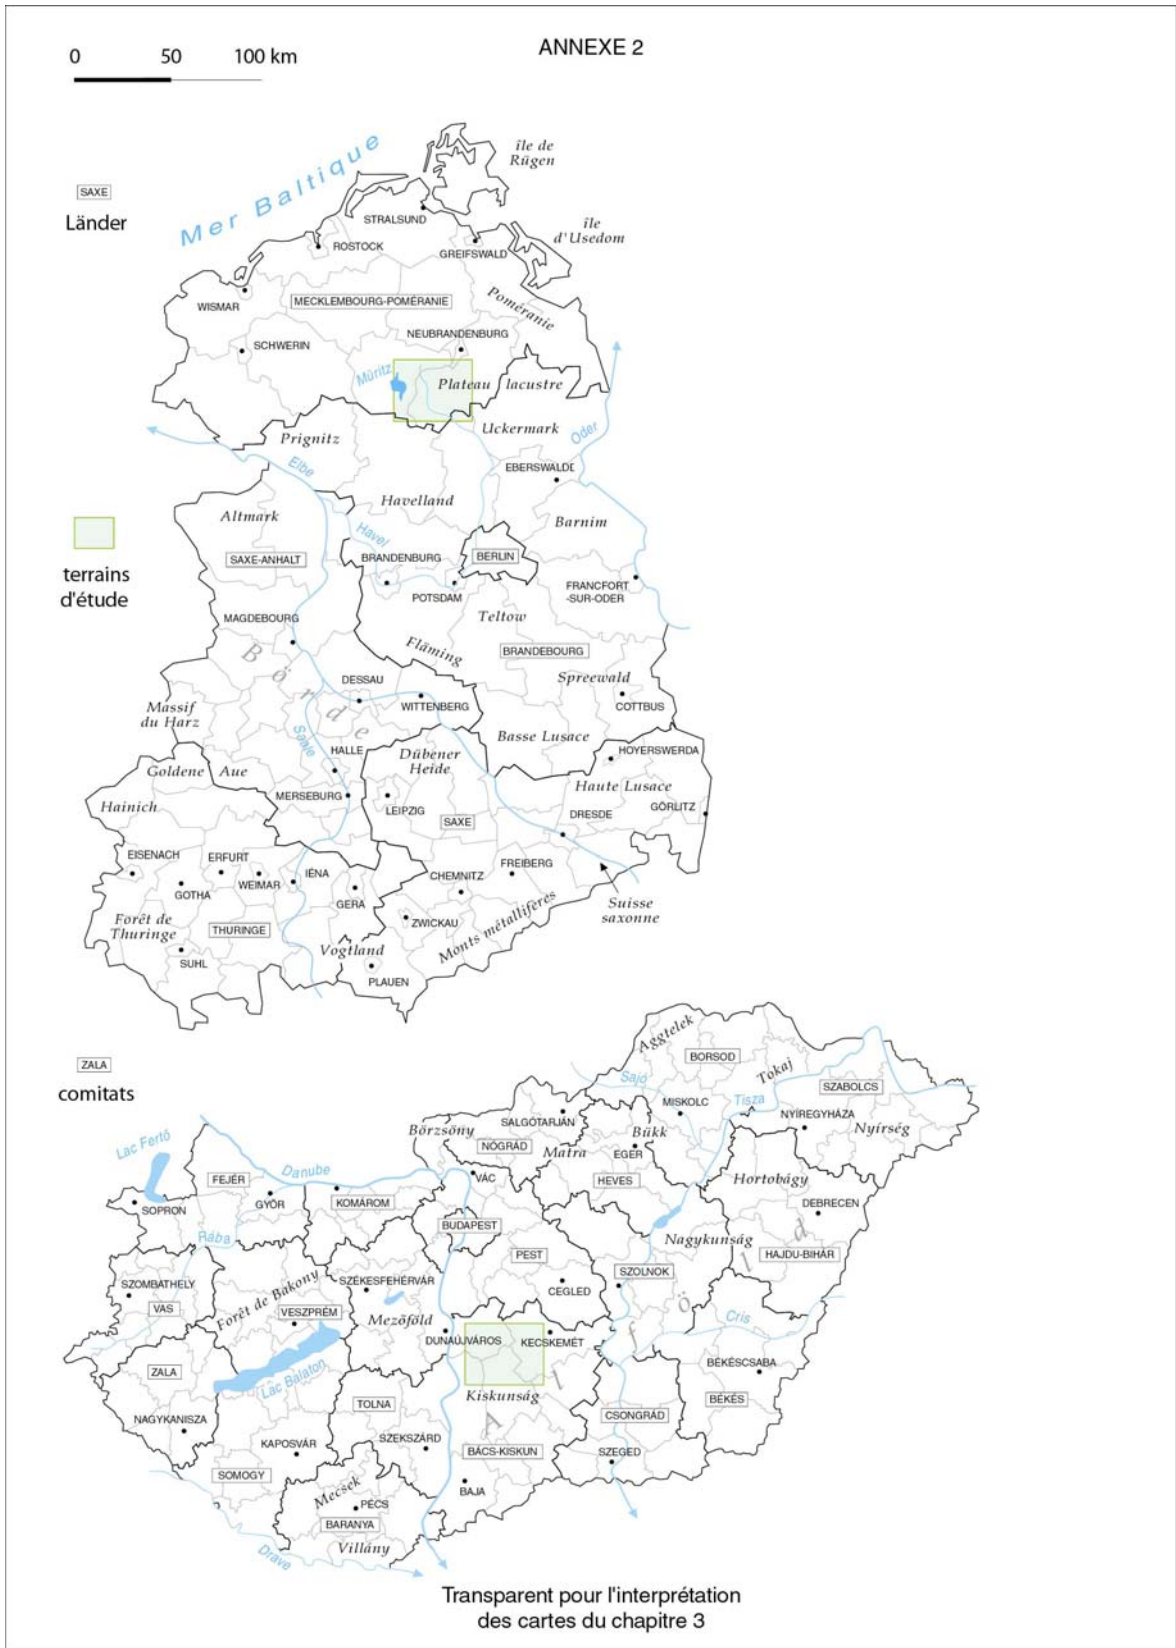 ANNEXE 2
0 50 100 km
Mer Baltique
île de
Rügen
SAXE
Länder
STRALSUND
île
d'Usedom
ROSTOCK
GREIFSWALD
WISMAR
MECKLEMBOURG-POMÉRANIE
Poméranie
NEUBRANDENBURG
SCHWERIN
Müritz
Plateau lacustre
Prignitz
Uckermark
Oder
Elbe
EBERSWALDE
Havelland
Altmark
Barnim
Havel
SAXE-ANHALT
BRANDENBURG
BERLIN
terrains
d'étude
POTSDAM
FRANCFORT
-SUR-ODER
Teltow
MAGDEBOURG
Fläming
BRANDEBOURG
Börde
DESSAU
Spreewald
WITTENBERG
COTTBUS
Massif
du Harz
Saale
Basse Lusace
HALLE
Dübener
Heide
HOYERSWERDA
Goldene Aue
Haute Lusace
Hainich
MERSEBURG
LEIPZIG
GÖRLITZ
SAXE
DRESDE
EISENACH
ERFURT
FREIBERG
IÉNA
GOTHA
WEIMAR
CHEMNITZ
GERA
Suisse
saxonne
Forêt de
Thuringe
ZWICKAU
THURINGE
Monts métallifères
Vogtland
SUHL
PLAUEN
ZALA
comitats
Aggtelek
BORSOD
Tokaj
Sajó
SZABOLCS
MISKOLC
Tisza
SALGÓTARJÁN
NYÍREGYHÁZA
Börzsöny
Bükk
Nyírség
Lac Fertő
NÓGRÁD
Matra
EGER
Danube
FEJÉR
VÁC
HEVES
Hortobágy
GYÖR
KOMÁROM
DEBRECEN
SOPRON
BUDAPEST
Rába
Nagykunság
PEST
HAJDU-BIHÁR
SZOMBATHELY
Forêt de Bakony
SZÉKESFEHÉRVÁR
SZOLNOK
CEGLED
VAS
VESZPRÉM
Mezőföld
Cris
DUNAÚJVÁROS
KECSKEMÉT
ZALA
Lac Balaton
BÉKÉSCSABA
Kiskunság
TOLNA
BÉKÉS
Alföld
CSONGRÁD
NAGYKANISZA
SZEKSZÁRD
KAPOSVÁR
BÁCS-KISKUN
SZEGED
SOMOGY
Mecsek
BAJA
PÉCS
BARANYA
Villány
Drave
Transparent pour l'interprétation
des cartes du chapitre 3